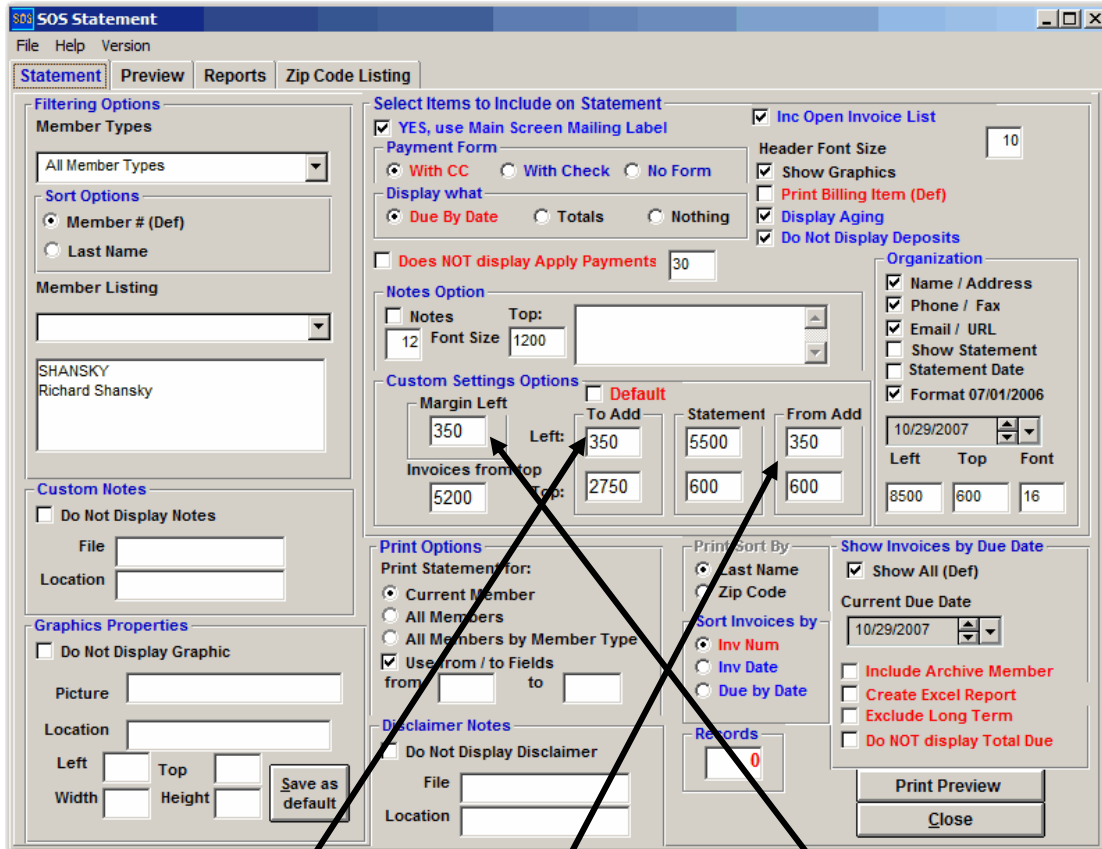 SOS SOS Statement
File Help Version
Statement Preview Reports Zip Code Listing
Filtering Options
Member Types
All Member Types
Sort Options
Member # (Def)
Last Name
Member Listing
SHANSKY
Richard Shansky
Custom Notes
Do Not Display Notes
File
Location
Graphics Properties
Do Not Display Graphic
Picture
Location
Left Top
Width Height
Save as default
Select Items to Include on Statement
YES, use Main Screen Mailing Label
Payment Form
With CC With Check No Form
Display what
Due By Date Totals Nothing
Does NOT display Apply Payments 30
Inc Open Invoice List
Header Font Size 10
Show Graphics
Print Billing Item (Def)
Display Aging
Do Not Display Deposits
Notes Option
Notes Top:
12 Font Size 1200
Custom Settings Options Default
Margin Left
350
Invoices from top
5200
To Add Statement From Add
Left: 350 5500 350
Top: 2750 600 600
Organization
Name / Address
Phone / Fax
Email / URL
Show Statement
Statement Date
Format 07/01/2006
10/29/2007
Left Top Font
8500 600 16
Print Options
Print Statement for:
Current Member
All Members
All Members by Member Type
Use from / to Fields
from to
Disclaimer Notes
Do Not Display Disclaimer
File
Location
Print Sort By
Last Name
Zip Code
Sort Invoices by
Inv Num
Inv Date
Due by Date
Records
0
Show Invoices by Due Date
Show All (Def)
Current Due Date
10/29/2007
Include Archive Member
Create Excel Report
Exclude Long Term
Do NOT display Total Due
Print Preview
Close